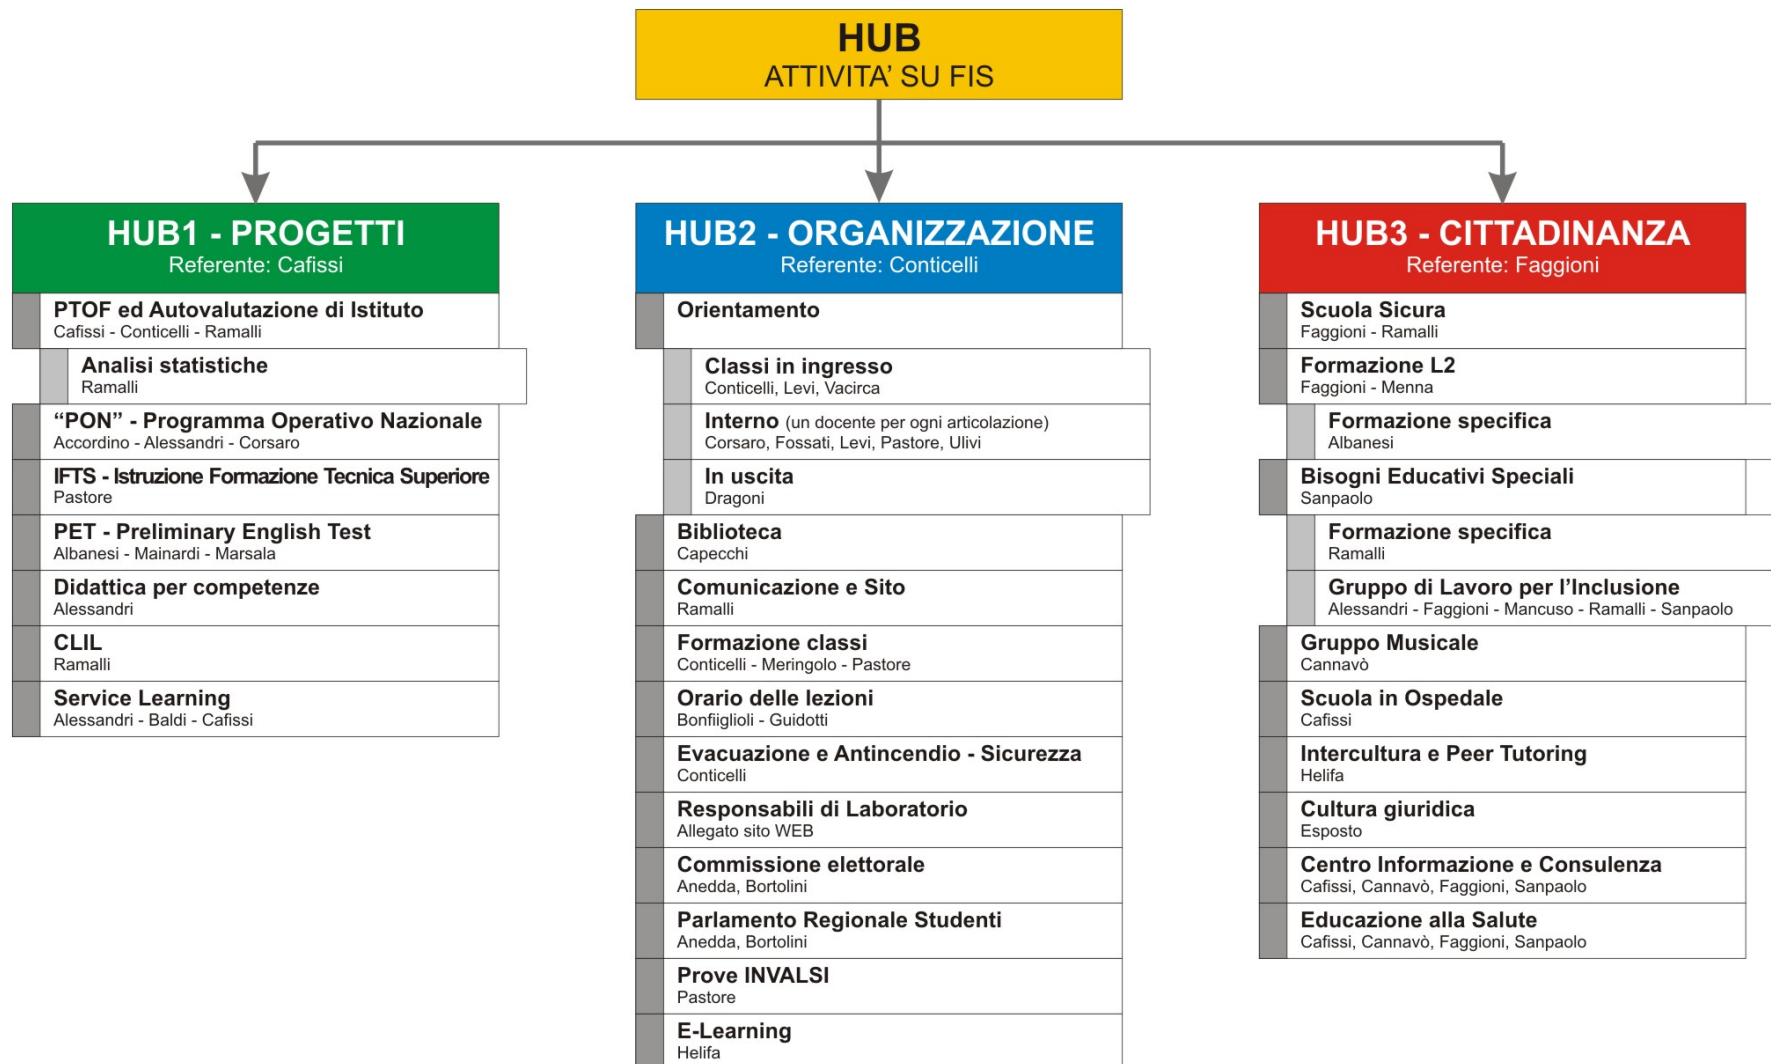 HUB
ATTIVITA' SU FIS
HUB1 - PROGETTI
Referente: Cafissi
PTOF ed Autovalutazione di Istituto
Cafissi - Conticelli - Ramalli
Analisi statistiche
Ramalli
“PON” - Programma Operativo Nazionale
Accordino - Alessandri - Corsaro
IFTS - Istruzione Formazione Tecnica Superiore
Pastore
PET - Preliminary English Test
Albanesi - Mainardi - Marsala
Didattica per competenze
Alessandri
CLIL
Ramalli
Service Learning
Alessandri - Baldi - Cafissi
HUB2 - ORGANIZZAZIONE
Referente: Conticelli
Orientamento
Classi in ingresso
Conticelli, Levi, Vacirca
Interno (un docente per ogni articolazione)
Corsaro, Fossati, Levi, Pastore, Ulivi
In uscita
Dragoni
Biblioteca
Capecchi
Comunicazione e Sito
Ramalli
Formazione classi
Conticelli - Meringolo - Pastore
Orario delle lezioni
Bonfiiglioli - Guidotti
Evacuazione e Antincendio - Sicurezza
Conticelli
Responsabili di Laboratorio
Allegato sito WEB
Commissione elettorale
Anedda, Bortolini
Parlamento Regionale Studenti
Anedda, Bortolini
Prove INVALSI
Pastore
E-Learning
Helifa
HUB3 - CITTADINANZA
Referente: Faggioni
Scuola Sicura
Faggioni - Ramalli
Formazione L2
Faggioni - Menna
Formazione specifica
Albanesi
Bisogni Educativi Speciali
Sanpaolo
Formazione specifica
Ramalli
Gruppo di Lavoro per l’Inclusione
Alessandri - Faggioni - Mancuso - Ramalli - Sanpaolo
Gruppo Musicale
Cannavò
Scuola in Ospedale
Cafissi
Intercultura e Peer Tutoring
Helifa
Cultura giuridica
Esposto
Centro Informazione e Consulenza
Cafissi, Cannavò, Faggioni, Sanpaolo
Educazione alla Salute
Cafissi, Cannavò, Faggioni, Sanpaolo